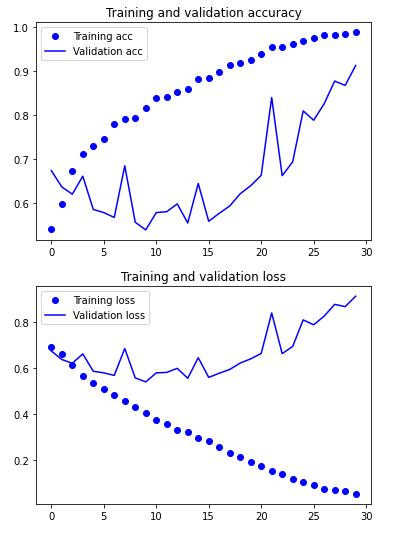 Training and validation accuracy
Training acc
Validation acc
1.0
0.9
0.8
0.7
0.6
0 5 10 15 20 25 30
Training and validation loss
Training loss
Validation loss
0.8
0.6
0.4
0.2
0 5 10 15 20 25 30